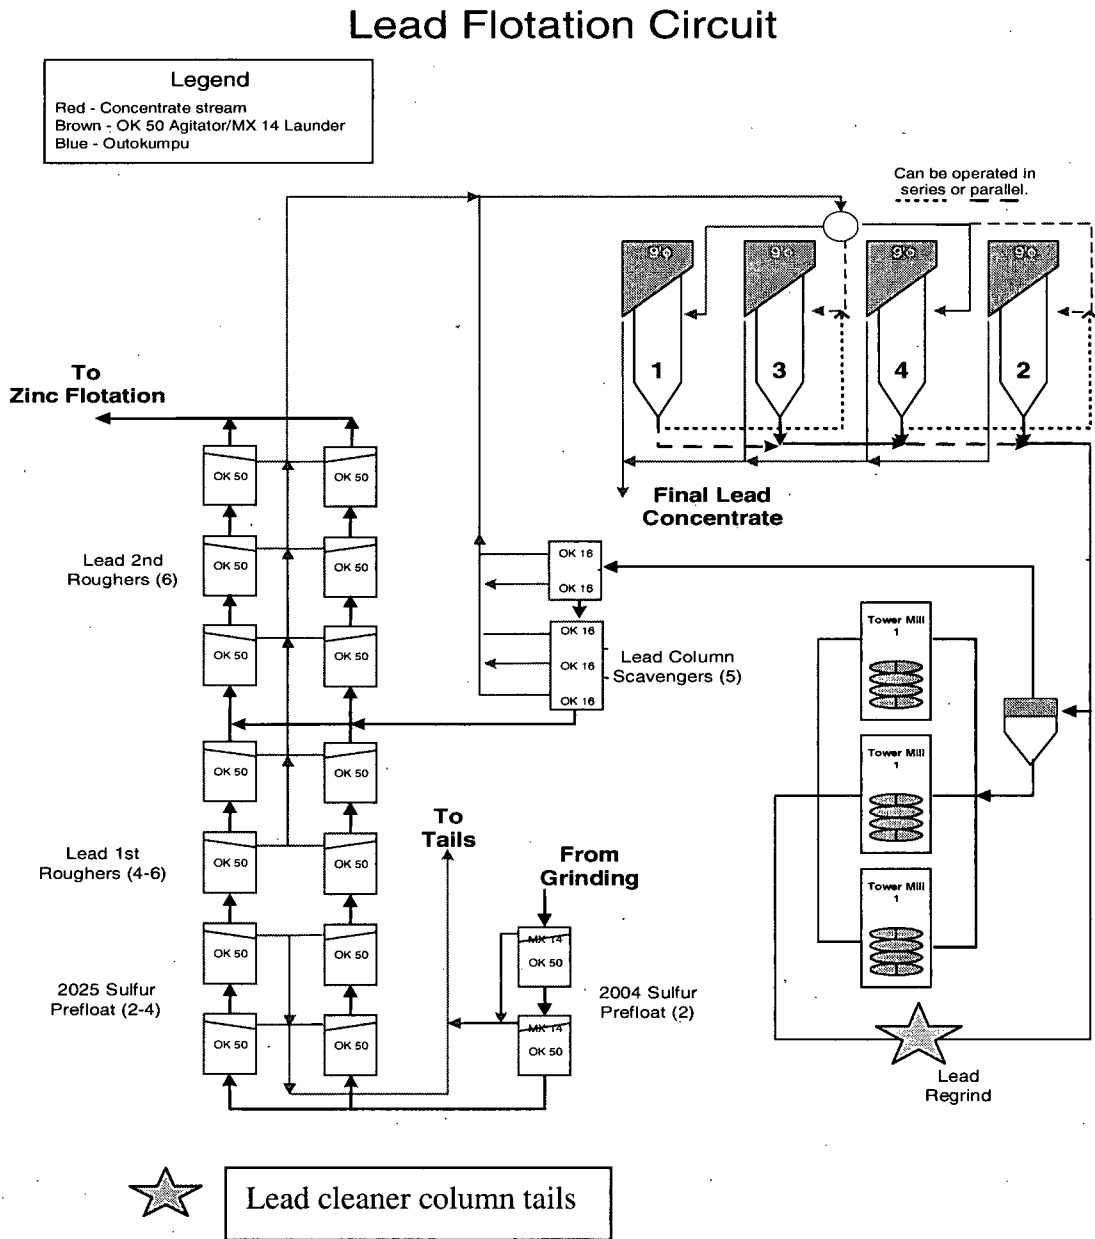 Lead Flotation Circuit
Legend
Red - Concentrate stream
Brown - OK 50 Agitator/MX 14 Launder
Blue - Outokumpu
Can be operated in
series or parallel.
9'φ
9'φ
9'φ
9'φ
1
3
4
2
To
Zinc Flotation
Final Lead
Concentrate
OK 50
OK 50
OK 50
OK 50
OK 50
OK 50
Lead 2nd
Roughers (6)
OK 16
OK 16
OK 16
OK 16
OK 16
Lead Column
Scavengers (5)
Tower Mill
1
Tower Mill
1
Tower Mill
1
OK 50
OK 50
OK 50
OK 50
Lead 1st
Roughers (4-6)
To
Tails
From
Grinding
OK 50
OK 50
OK 50
OK 50
2025 Sulfur
Prefloat (2-4)
MX 14
OK 50
MX 14
OK 50
2004 Sulfur
Prefloat (2)
Lead
Regrind
Lead cleaner column tails